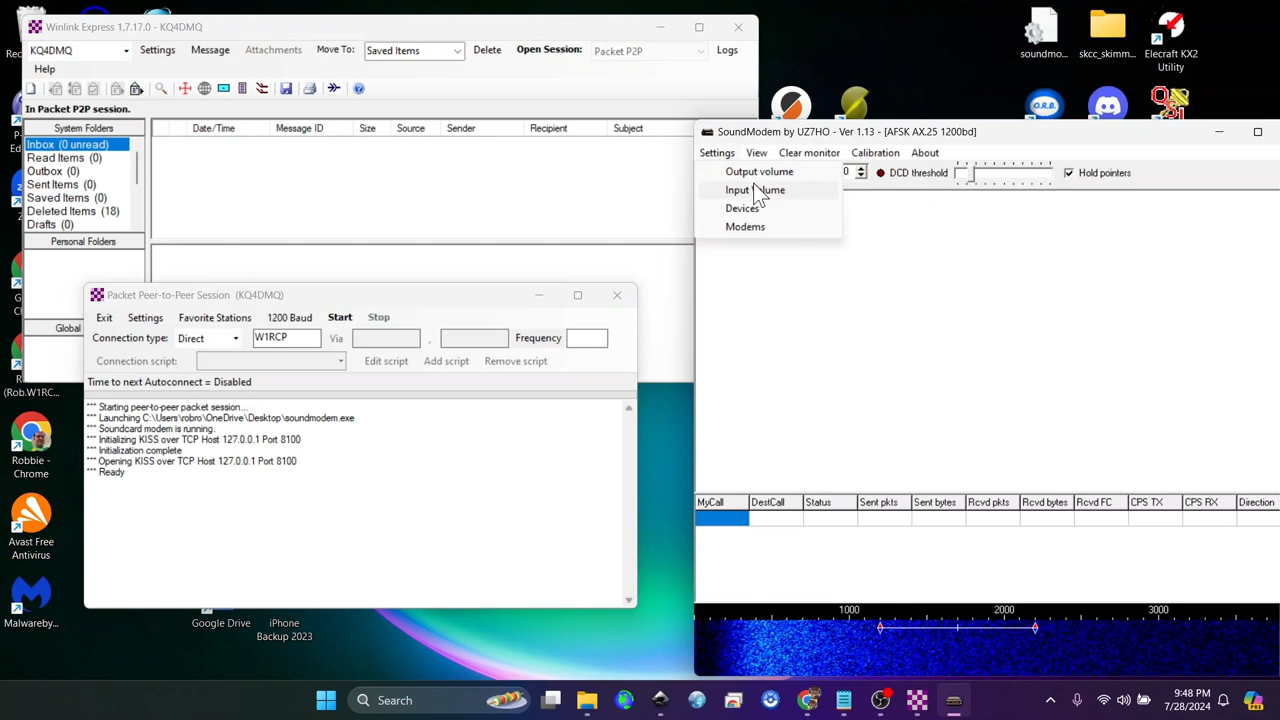 Winlink Express 1.7.17.0 - KQ4DMQ
KQ4DMQ Settings Message Attachments Move To: Saved Items Delete Open Session: Packet P2P Logs
Help
In Packet P2P session.
System Folders
Inbox (0 unread)
Read Items (0)
Outbox (0)
Sent Items (0)
Saved Items (0)
Deleted Items (18)
Drafts (0)
Personal Folders
Global
Date/Time Message ID Size Source Sender Recipient Subject
soundmo...
skcc_skimm...
Elecraft KX2
Utility
O.R.B.
SoundModem by UZ7HO - Ver 1.13 - [AFSK AX.25 1200bd]
Settings View Clear monitor Calibration About
0 DCD threshold Hold pointers
Output volume
Input volume
Devices
Modems
Packet Peer-to-Peer Session (KQ4DMQ)
Exit Settings Favorite Stations 1200 Baud Start Stop
Connection type: Direct W1RCP Via , Frequency
Connection script: Edit script Add script Remove script
Time to next Autoconnect = Disabled
*** Starting peer-to-peer packet session...
*** Launching C:\Users\robro\OneDrive\Desktop\soundmodem.exe
*** Soundcard modem is running.
*** Initializing KISS over TCP Host 127.0.0.1 Port 8100
*** Initialization complete
*** Opening KISS over TCP Host 127.0.0.1 Port 8100
*** Ready
MyCall DestCall Status Sent pkts Sent bytes Rcvd pkts Rcvd bytes Rcvd FC CPS TX CPS RX Direction
1000 2000 3000
(Rob.W1RC...
Robbie -
Chrome
Avast Free
Antivirus
Malwareby...
Google Drive
iPhone
Backup 2023
Search
9:48 PM
7/28/2024